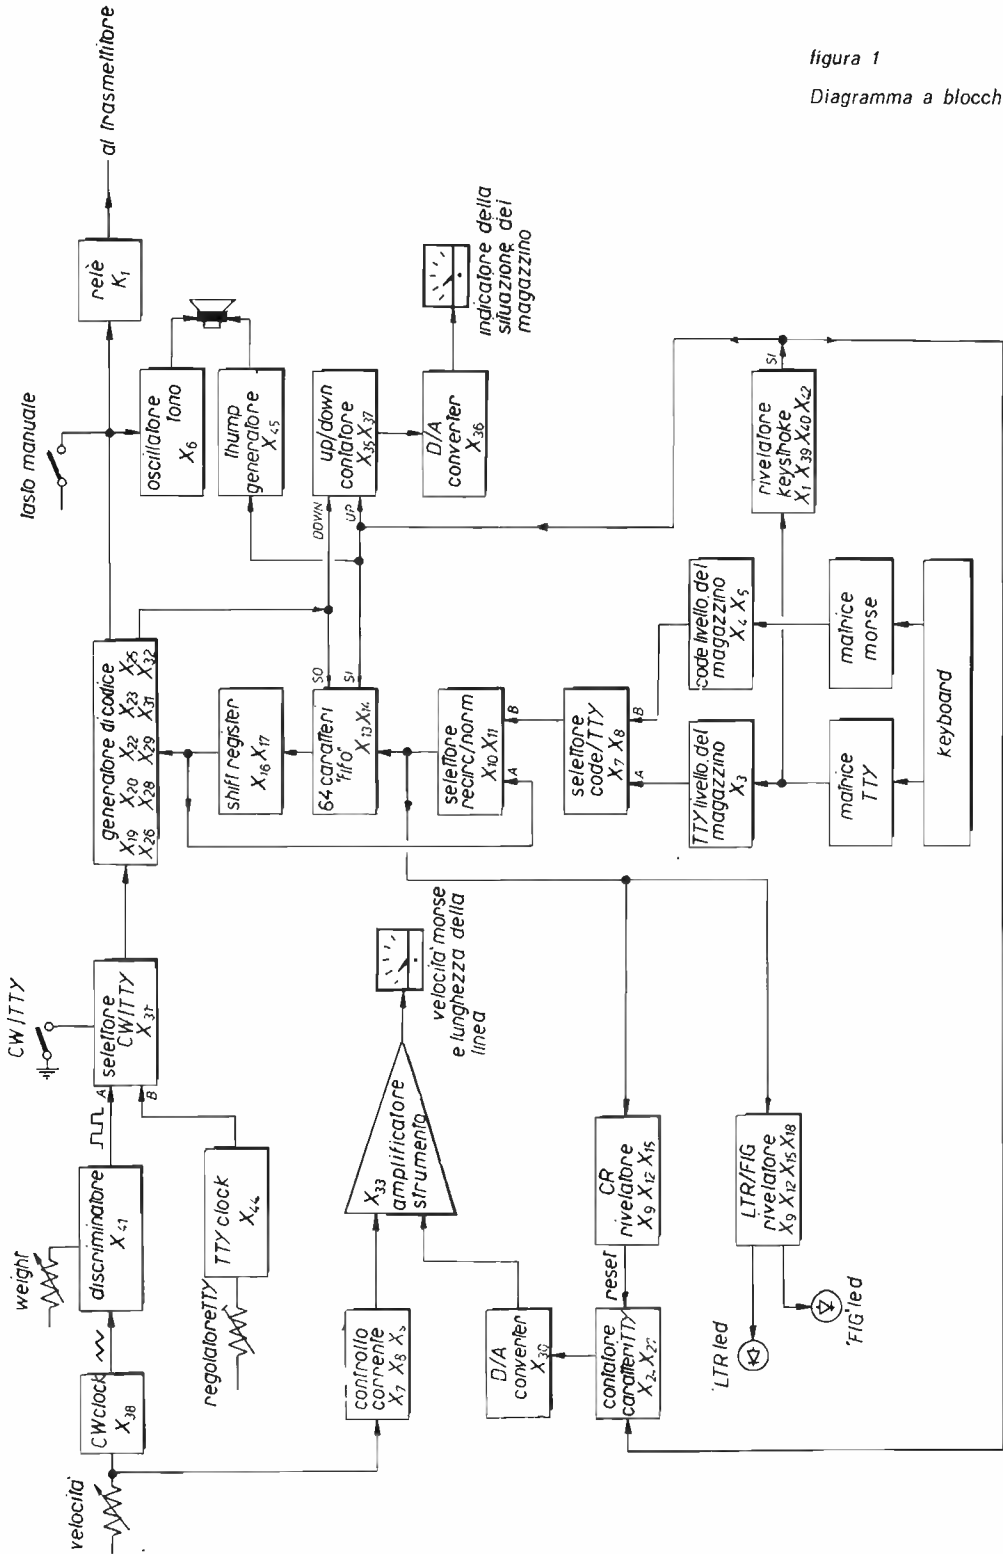 figura 1
Diagramma a blocch
velocita'
CW clock
X38
weight
discriminatore
X41
regolatore TTY
TTY clock
X44
A
B
CW/TTY
selettore
CW/TTY
X31
generatore di codice
X19 X20 X22 X23 X25
X26 X28 X29 X31 X32
tasto manuale
relè
K1
al trasmettitore
oscillatore
tono
X6
thump
generatore
X45
up/down
contatore
X35 X37
DOWN
UP
D/A
converter
X36
indicatore della
situazione del
magazzino
shift register
X16 X17
SO
SI
64 caratteri
"fifo"
X13 X14
selettore
recirc/norm
X10 X11
A
B
selettore
code/TTY
X7 X8
A
B
TTY livello del
magazzino
X3
code livello del
magazzino
X4 X5
matrice
TTY
matrice
morse
keyboard
SI
rivelatore
keystroke
X1 X39 X40 X42
controllo
corrente
X7 X8
X33
amplificatore
strumento
velocita' morse
e lunghezza della
linea
D/A
converter
X30
contatore
caratteri TTY
reset
CR
rivelatore
X9 X12 X15
LTR/FIG
rivelatore
X9 X12 X15 X18
'LTR led
'FIG' led